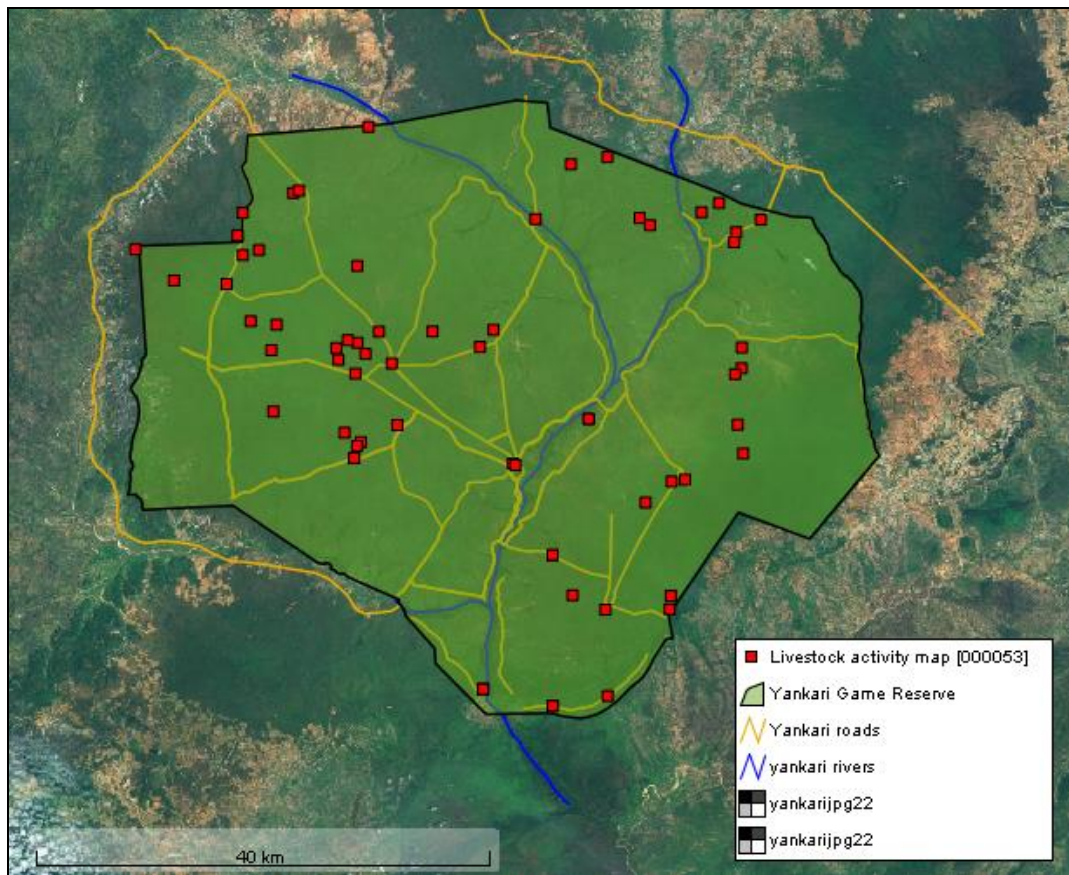 Livestock activity map [000053]
Yankari Game Reserve
Yankari roads
yankari rivers
yankarijpg22
yankarijpg22
40 km